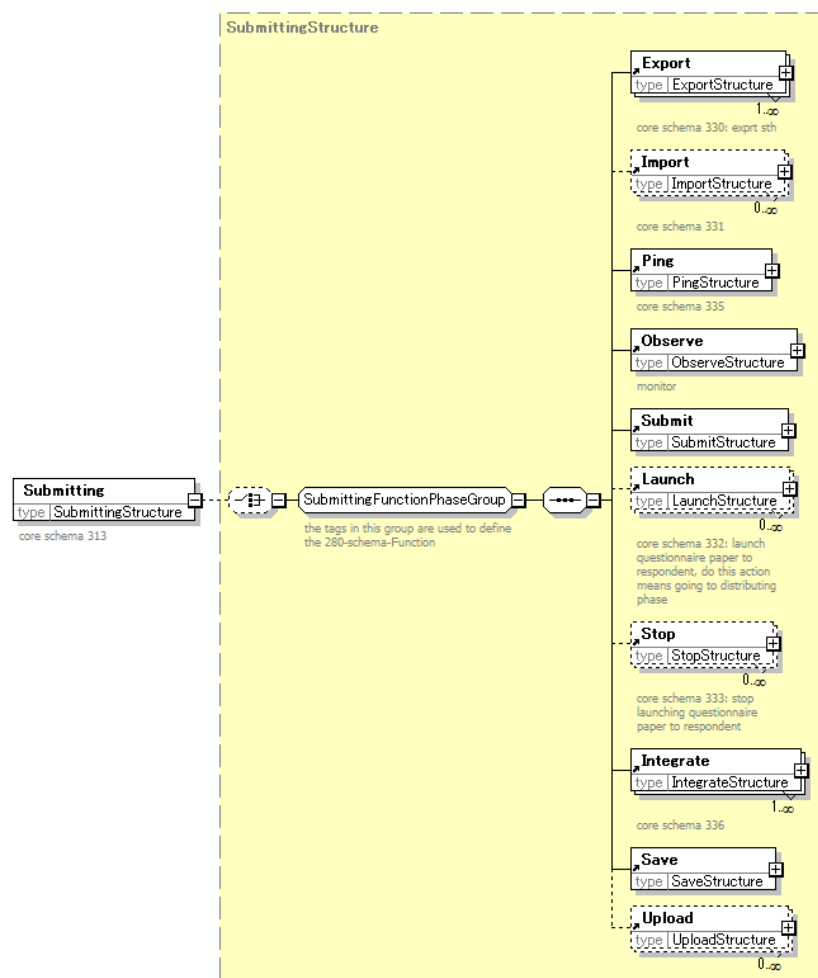 SubmittingStructure
Export
type ExportStructure
1..∞
core schema 330: exprt sth
Import
type ImportStructure
0..∞
core schema 331
Ping
type PingStructure
core schema 335
Observe
type ObserveStructure
monitor
Submit
type SubmitStructure
Submitting
type SubmittingStructure
core schema 313
SubmittingFunctionPhaseGroup
the tags in this group are used to define
the 280-schema-Function
Launch
type LaunchStructure
0..∞
core schema 332: launch
questionnaire paper to
respondent, do this action
means going to distributing
phase
Stop
type StopStructure
0..∞
core schema 333: stop
launching questionnaire
paper to respondent
Integrate
type IntegrateStructure
1..∞
core schema 336
Save
type SaveStructure
Upload
type UploadStructure
0..∞